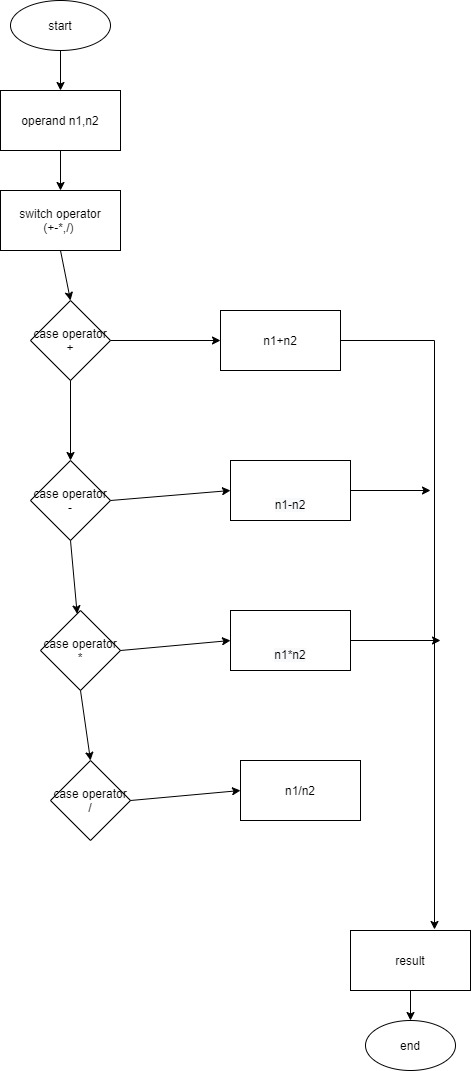 start
operand n1,n2
switch operator
(+-*,/)
case operator
+
n1+n2
case operator
-
n1-n2
case operator
*
n1*n2
case operator
/
n1/n2
result
end